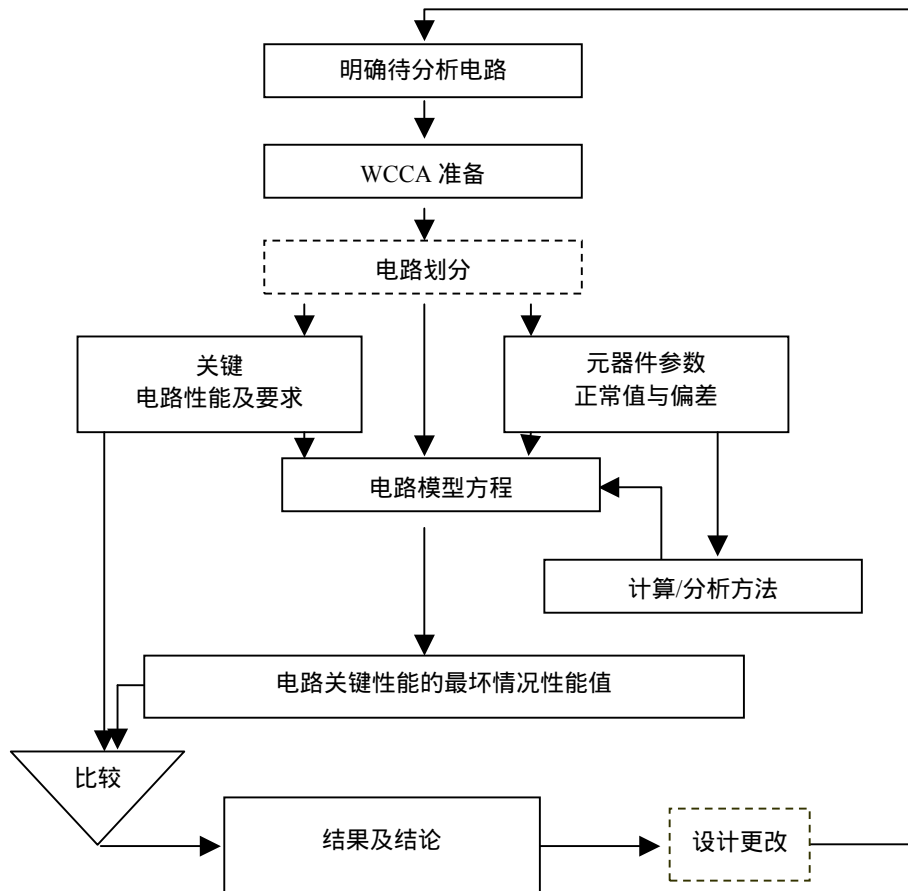 明确待分析电路
WCCA 准备
电路划分
关键
电路性能及要求
元器件参数
正常值与偏差
电路模型方程
计算/分析方法
电路关键性能的最坏情况性能值
比较
结果及结论
设计更改